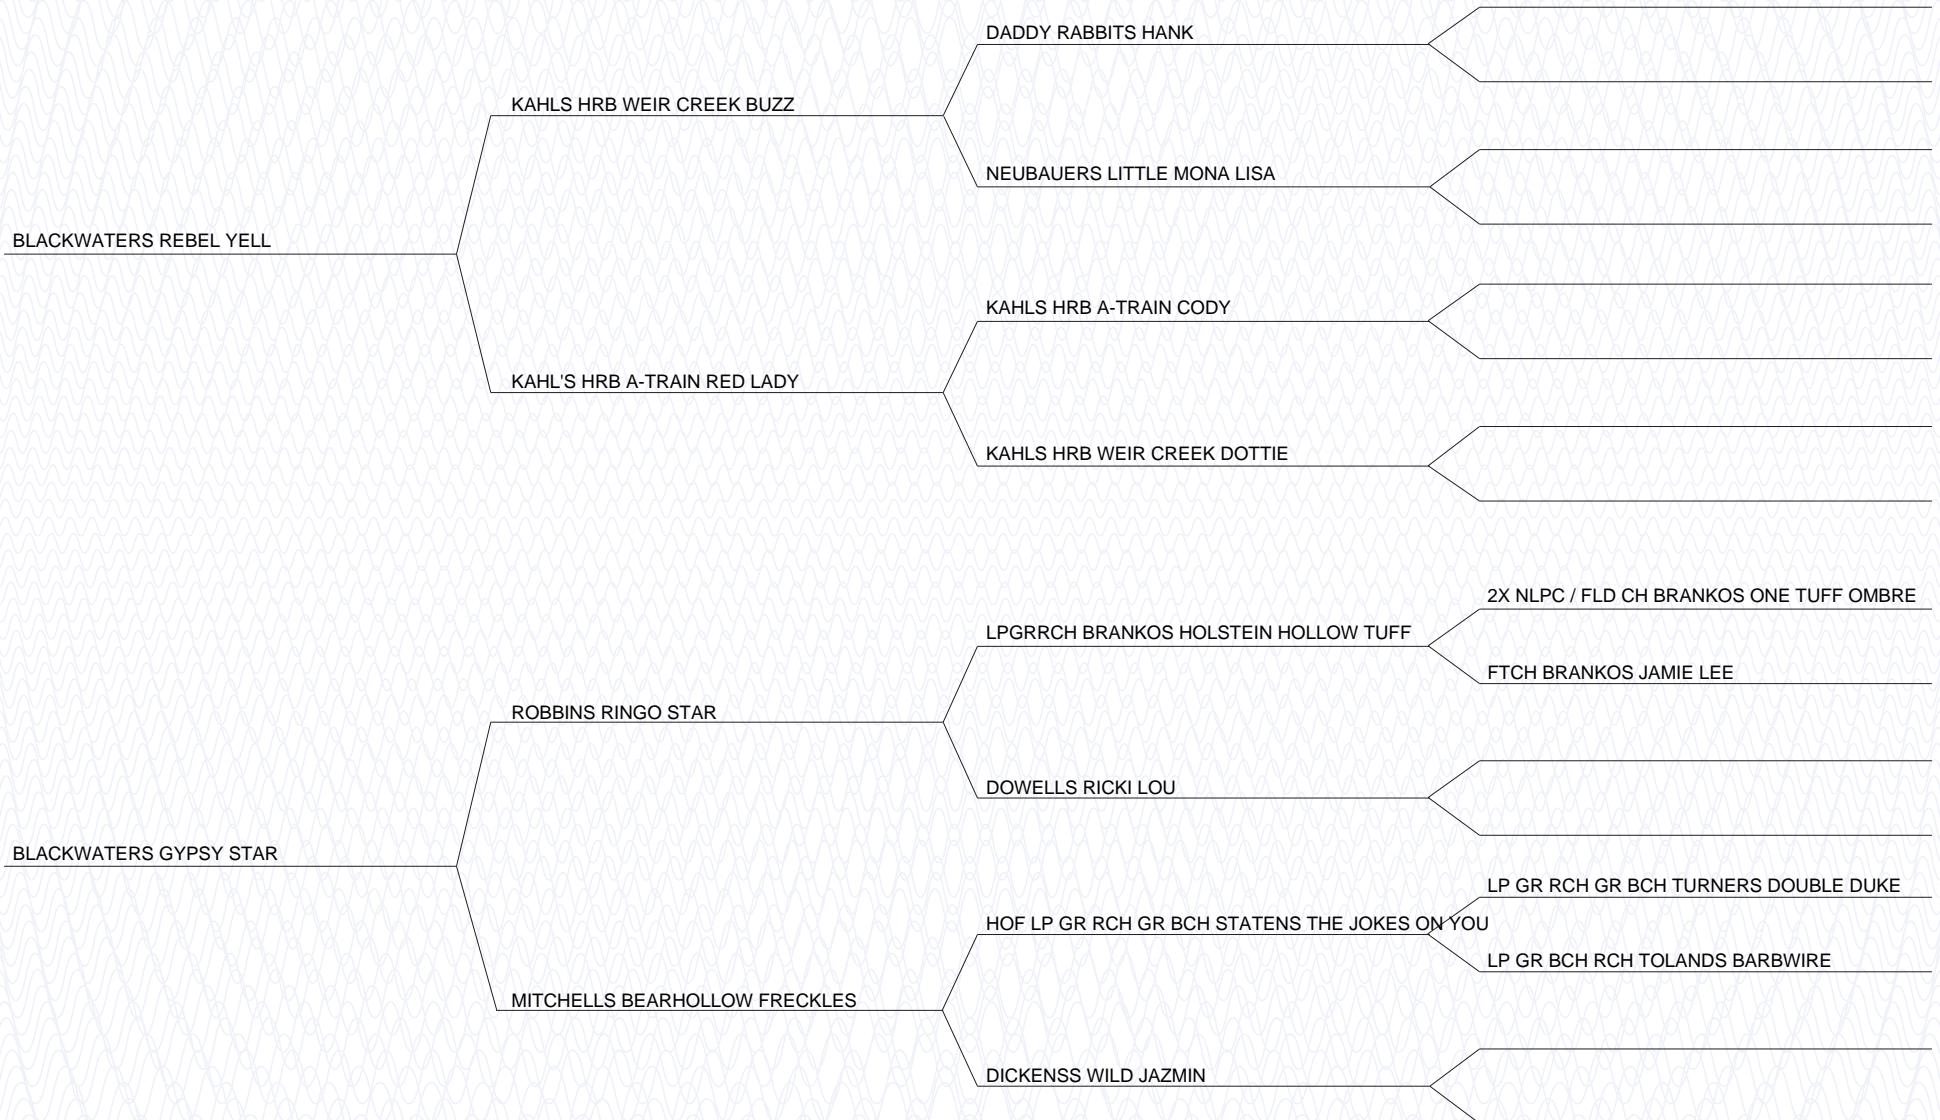 DADDY RABBITS HANK
KAHLS HRB WEIR CREEK BUZZ
NEUBAUERS LITTLE MONA LISA
BLACKWATERS REBEL YELL
KAHLS HRB A-TRAIN CODY
KAHL'S HRB A-TRAIN RED LADY
KAHLS HRB WEIR CREEK DOTTIE
2X NLPC / FLD CH BRANKOS ONE TUFF OMBRE
LPGRRCH BRANKOS HOLSTEIN HOLLOW TUFF
FTCH BRANKOS JAMIE LEE
ROBBINS RINGO STAR
DOWELLS RICKI LOU
BLACKWATERS GYPSY STAR
LP GR RCH GR BCH TURNERS DOUBLE DUKE
HOF LP GR RCH GR BCH STATENS THE JOKES ON YOU
LP GR BCH RCH TOLANDS BARBWIRE
MITCHELLS BEARHOLLOW FRECKLES
DICKENSS WILD JAZMIN